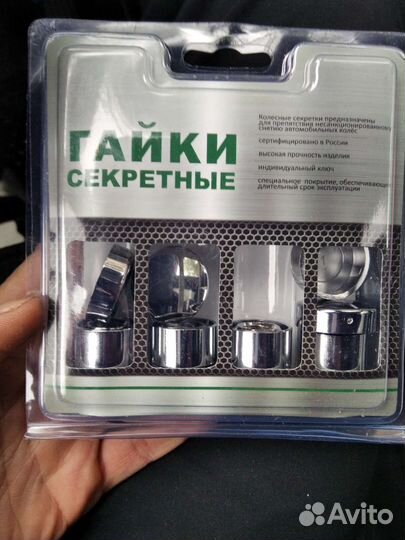 ГАЙКИ
СЕКРЕТНЫЕ
Колесные секретки предназначены
для препятствия несанкционированному
снятию автомобильных колёс
сертифицировано в России
высокая прочность изделия
индивидуальный ключ
специальное покрытие, обеспечивающее
длительный срок эксплуатации
Avito